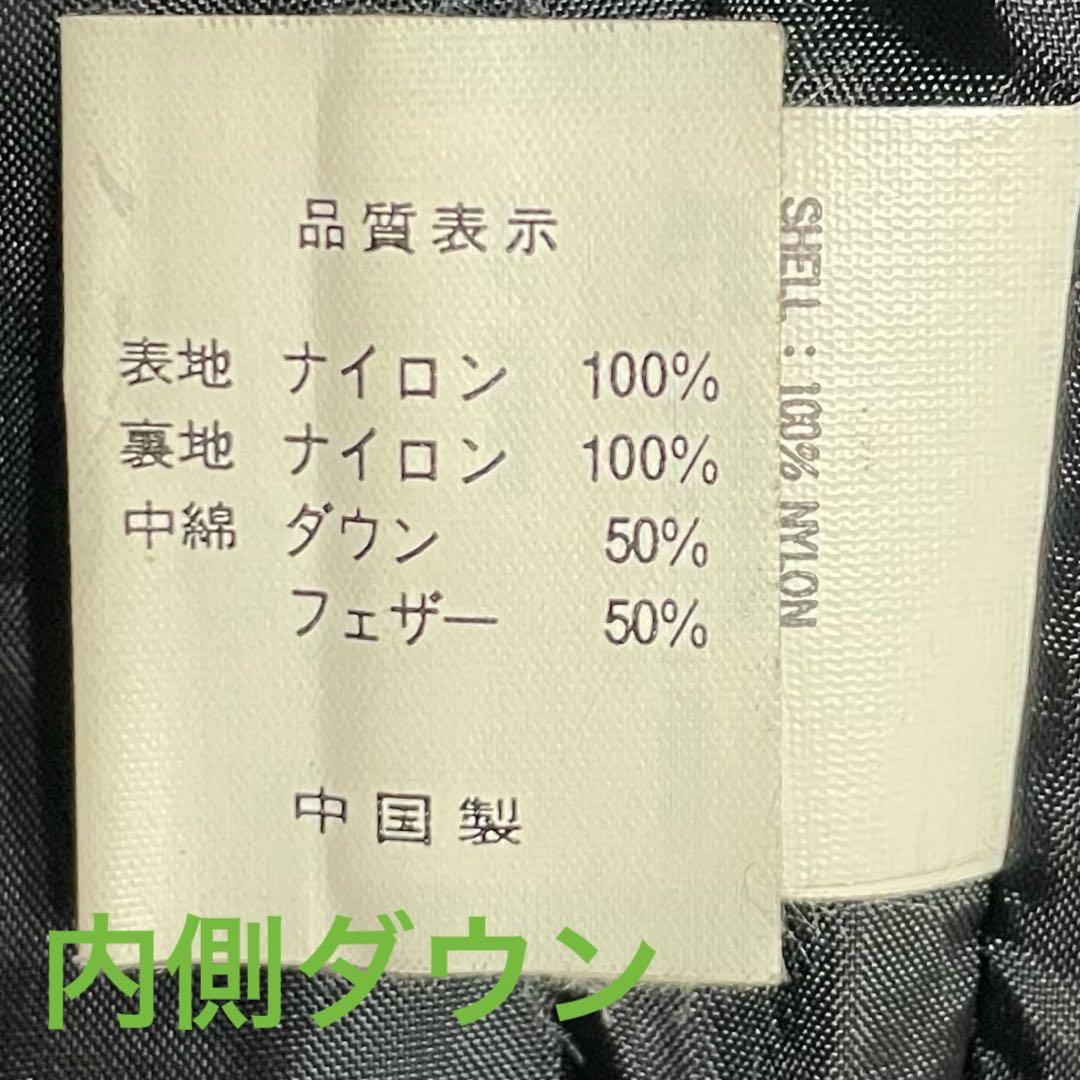 品質表示
表地 ナイロン 100%
裏地 ナイロン 100%
中綿 ダウン 50%
フェザー 50%
中国製
SHELL : 100% NYLON
内側ダウン